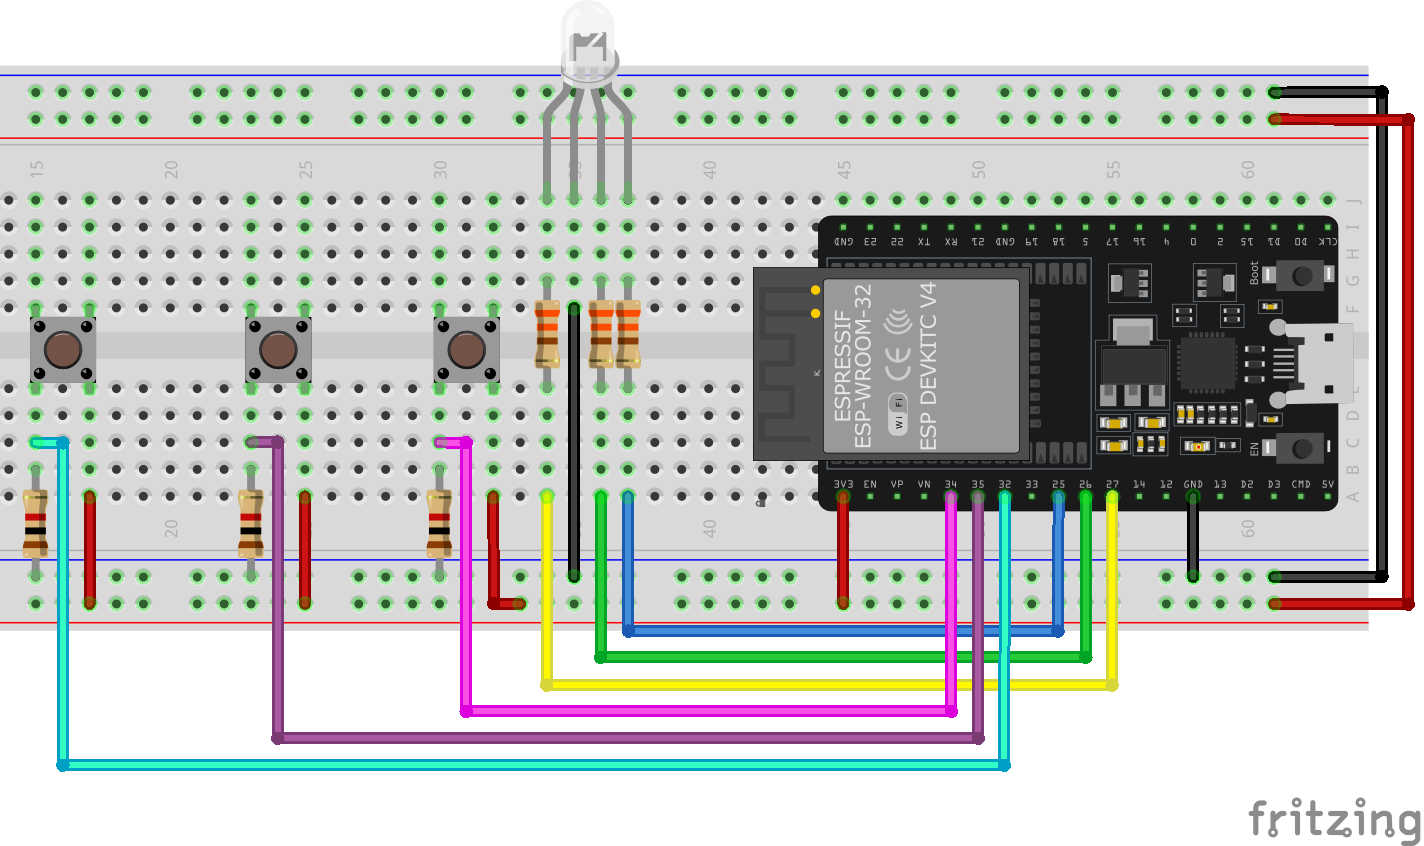 15 20 25 30 35 40 45 50 55 60
J
I
H
G
F
GND 23 22 TX RX 21 GND 19 18 5 17 16 4 0 2 15 D1 D0 CLK
Boot
ESPRESSIF
ESP-WROOM-32
CE
Wi Fi
ESP DEVKITC V4
EN
E
D
C
B
A
3V3 EN VP VN 34 35 32 33 25 26 27 14 12 GND 13 D2 D3 CMD 5V
20 40 60
fritzing